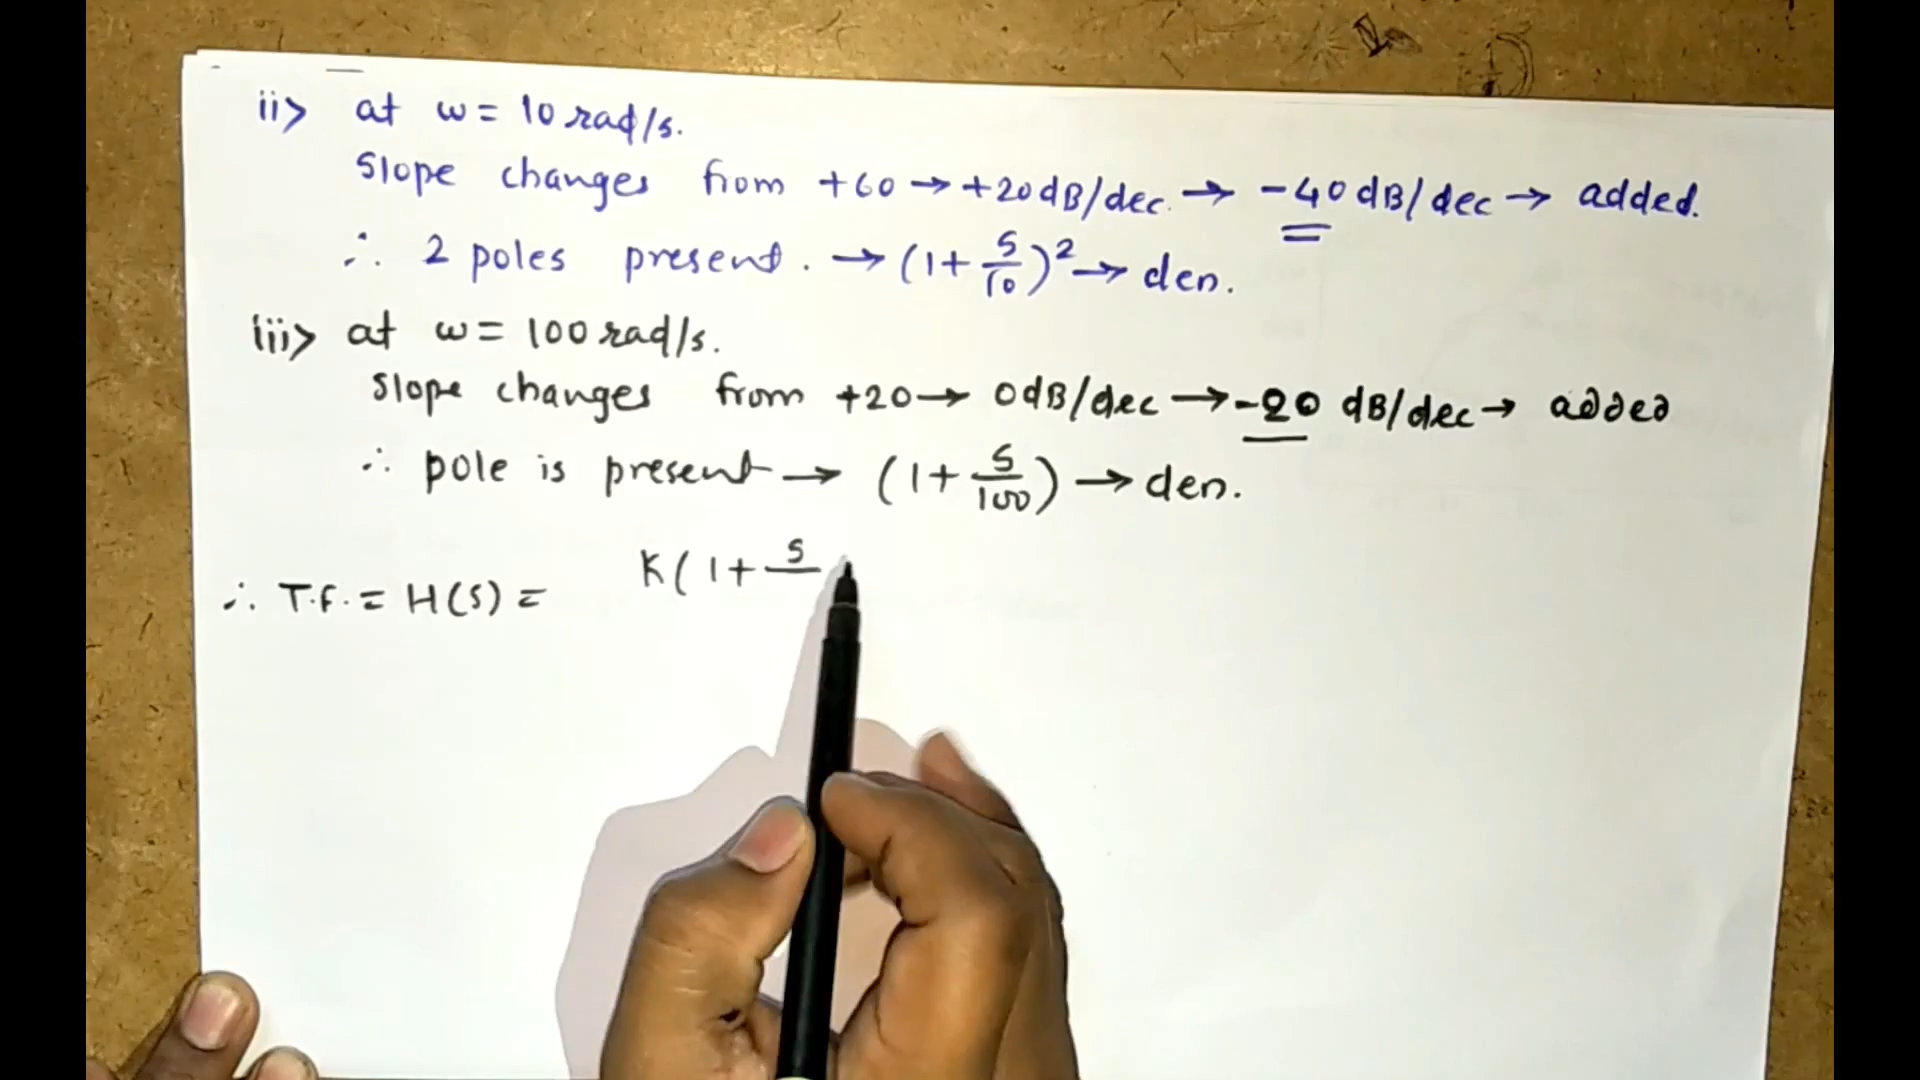 ii> at ω = 10 rad/s.
Slope changes from +60 → +20 dB/dec. → -40 dB/dec → added.
∴ 2 poles present. → (1 + s/10)² → den.
iii> at ω = 100 rad/s.
Slope changes from +20 → 0 dB/dec → -20 dB/dec → added
∴ pole is present → (1 + s/100) → den.
∴ T.F. = H(s) = K(1 + s/